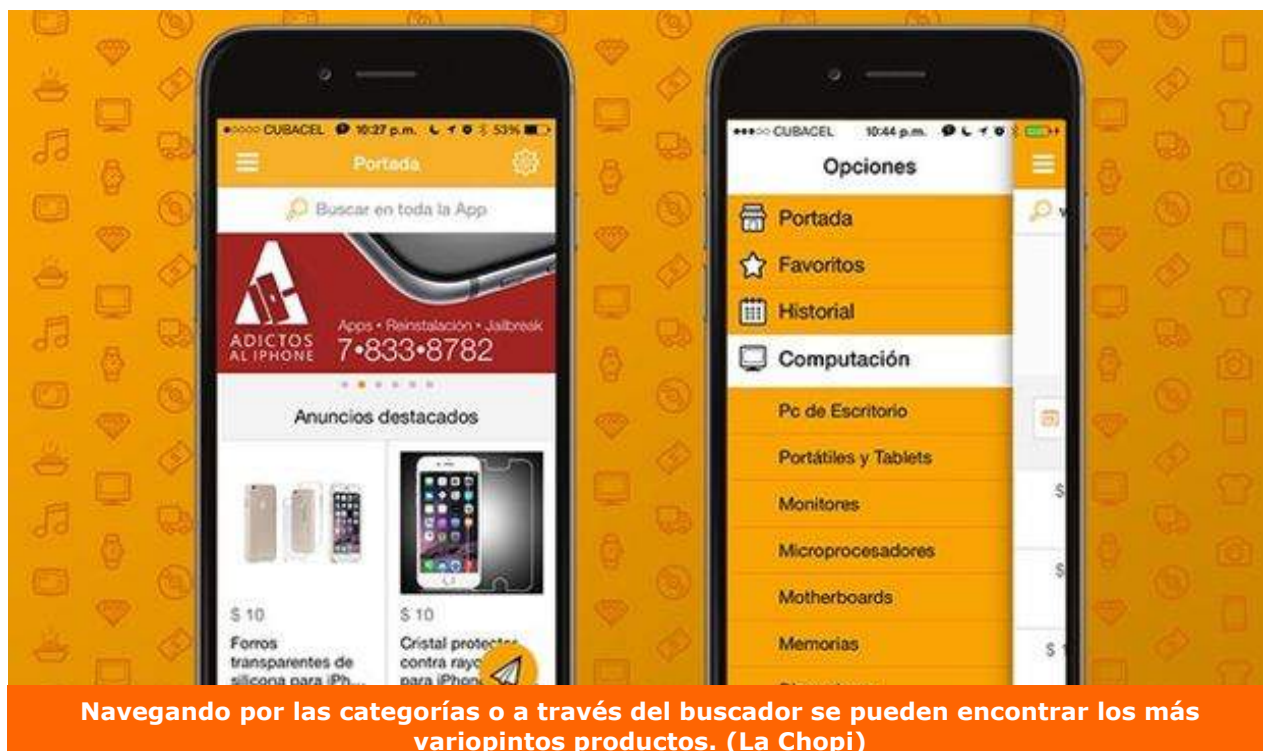 CUBACEL 10:27 p.m. 53%
Portada
Buscar en toda la App
ADICTOS
AL IPHONE
Apps • Reinstalación • Jailbreak
7•833•8782
Anuncios destacados
$ 10
Forros
transparentes de
silicona para iPh...
$ 10
Cristal protector
contra
para iPhone
CUBACEL 10:44 p.m.
Opciones
Portada
Favoritos
Historial
Computación
Pc de Escritorio
Portátiles y Tablets
Monitores
Microprocesadores
Motherboards
Memorias
$
$
$
Navegando por las categorías o a través del buscador se pueden encontrar los más
variopintos productos. (La Chopi)